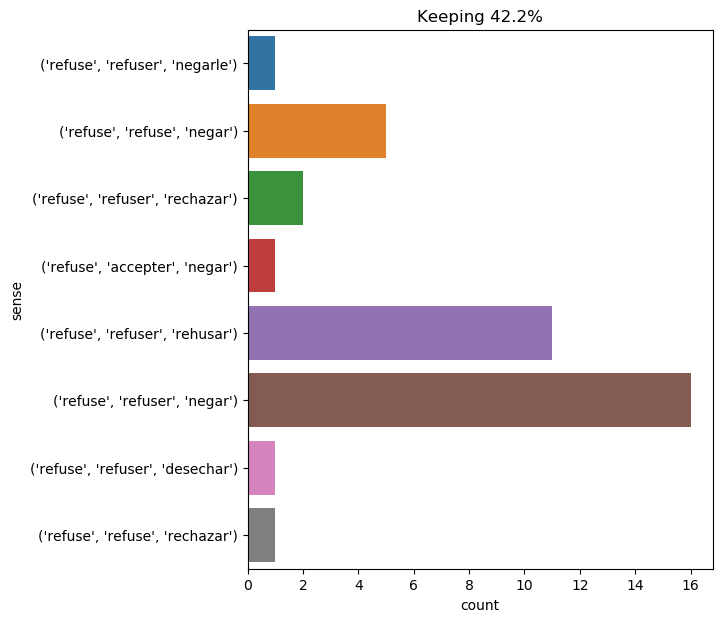 Keeping 42.2%
('refuse', 'refuser', 'negarle')
('refuse', 'refuse', 'negar')
('refuse', 'refuser', 'rechazar')
('refuse', 'accepter', 'negar')
('refuse', 'refuser', 'rehusar')
('refuse', 'refuser', 'negar')
('refuse', 'refuser', 'desechar')
('refuse', 'refuse', 'rechazar')
sense
0 2 4 6 8 10 12 14 16
count